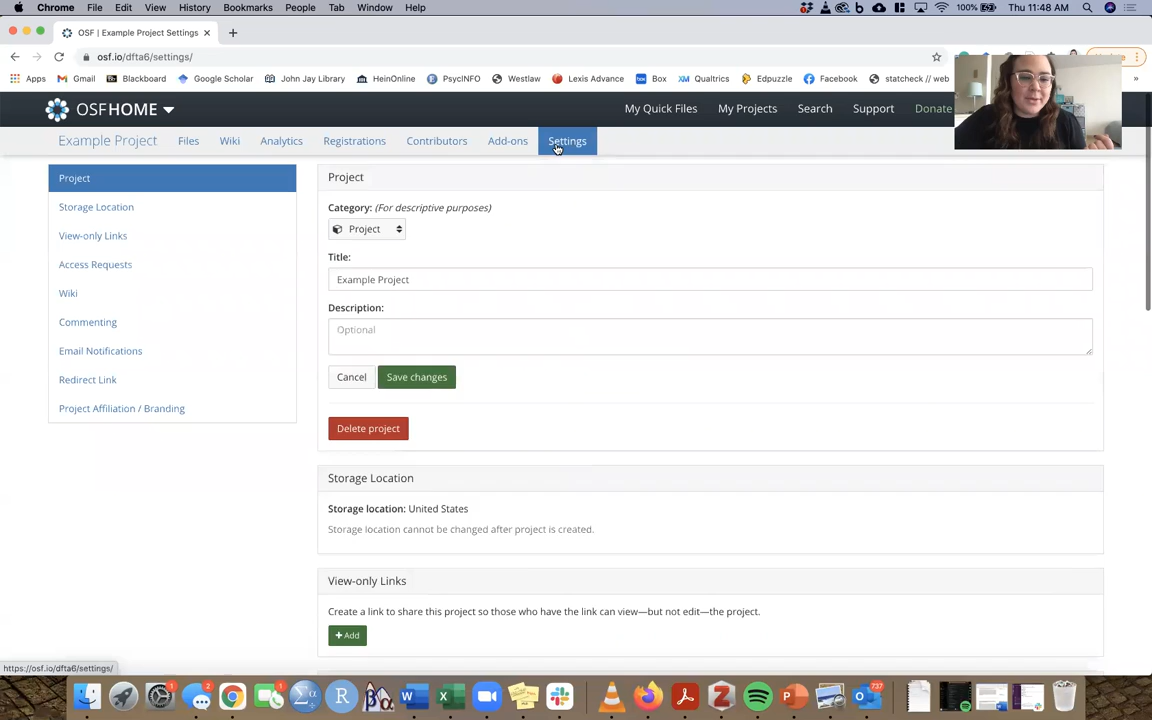 Chrome File Edit View History Bookmarks People Tab Window Help 100% Thu 11:48 AM
OSF | Example Project Settings
osf.io/dfta6/settings/
Apps Gmail Blackboard Google Scholar John Jay Library HeinOnline PsycINFO Westlaw Lexis Advance Box Qualtrics Edpuzzle Facebook statcheck // web »
OSFHOME My Quick Files My Projects Search Support Donate
Example Project Files Wiki Analytics Registrations Contributors Add-ons Settings
Project
Storage Location
View-only Links
Access Requests
Wiki
Commenting
Email Notifications
Redirect Link
Project Affiliation / Branding
Project
Category: (For descriptive purposes)
Project
Title:
Example Project
Description:
Optional
Cancel Save changes
Delete project
Storage Location
Storage location: United States
Storage location cannot be changed after project is created.
View-only Links
Create a link to share this project so those who have the link can view—but not edit—the project.
+ Add
https://osf.io/dfta6/settings/
1 2 1 737